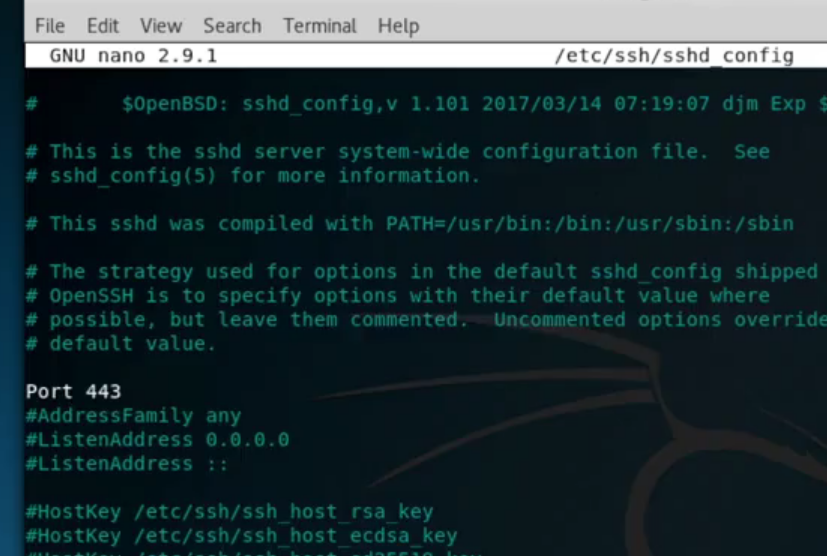 File Edit View Search Terminal Help
GNU nano 2.9.1 /etc/ssh/sshd_config
# $OpenBSD: sshd_config,v 1.101 2017/03/14 07:19:07 djm Exp $
# This is the sshd server system-wide configuration file. See
# sshd_config(5) for more information.
# This sshd was compiled with PATH=/usr/bin:/bin:/usr/sbin:/sbin
# The strategy used for options in the default sshd_config shipped
# OpenSSH is to specify options with their default value where
# possible, but leave them commented. Uncommented options override
# default value.
Port 443
#AddressFamily any
#ListenAddress 0.0.0.0
#ListenAddress ::
#HostKey /etc/ssh/ssh_host_rsa_key
#HostKey /etc/ssh/ssh_host_ecdsa_key
#HostKey /etc/ssh/ssh_host_ed25519_key